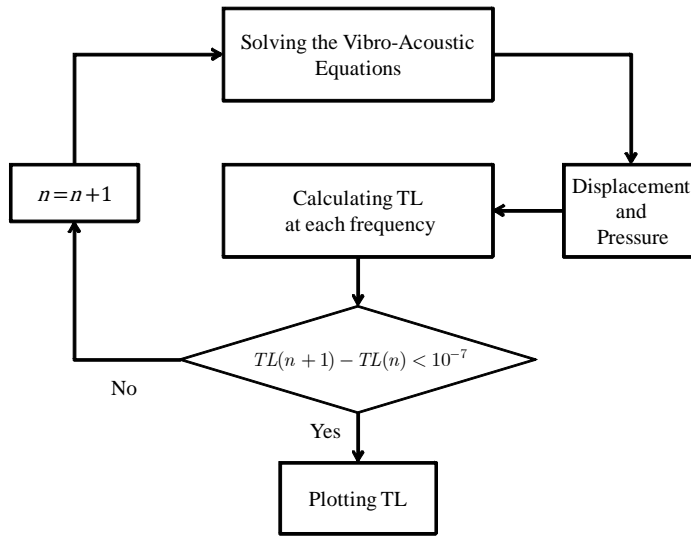 Solving the Vibro-Acoustic
Equations
n=n+1
Calculating TL
at each frequency
Displacement
and
Pressure
TL(n + 1) − TL(n) < 10⁻⁷
No
Yes
Plotting TL